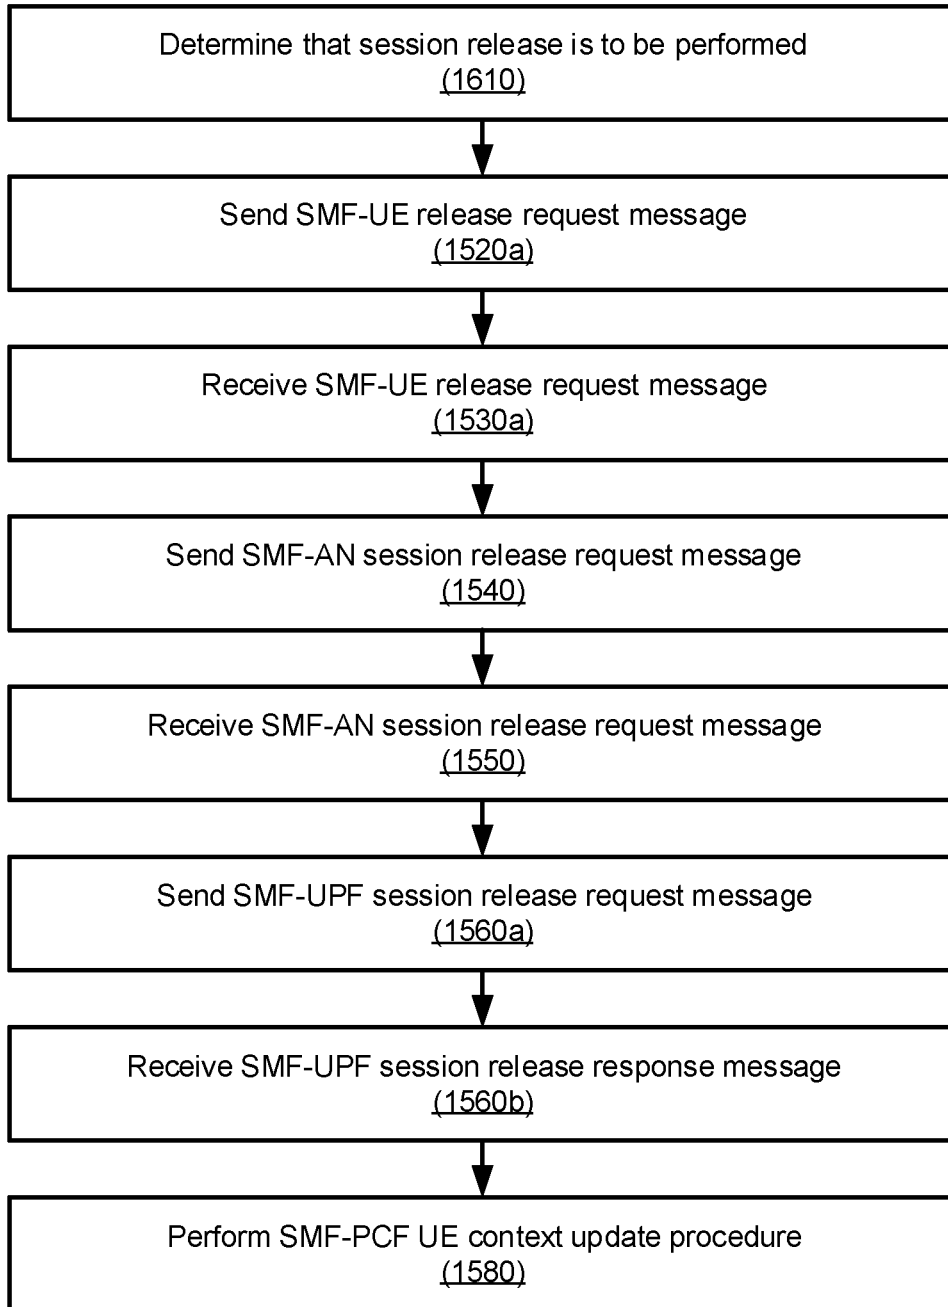 Determine that session release is to be performed
(1610)
Send SMF-UE release request message
(1520a)
Receive SMF-UE release request message
(1530a)
Send SMF-AN session release request message
(1540)
Receive SMF-AN session release request message
(1550)
Send SMF-UPF session release request message
(1560a)
Receive SMF-UPF session release response message
(1560b)
Perform SMF-PCF UE context update procedure
(1580)